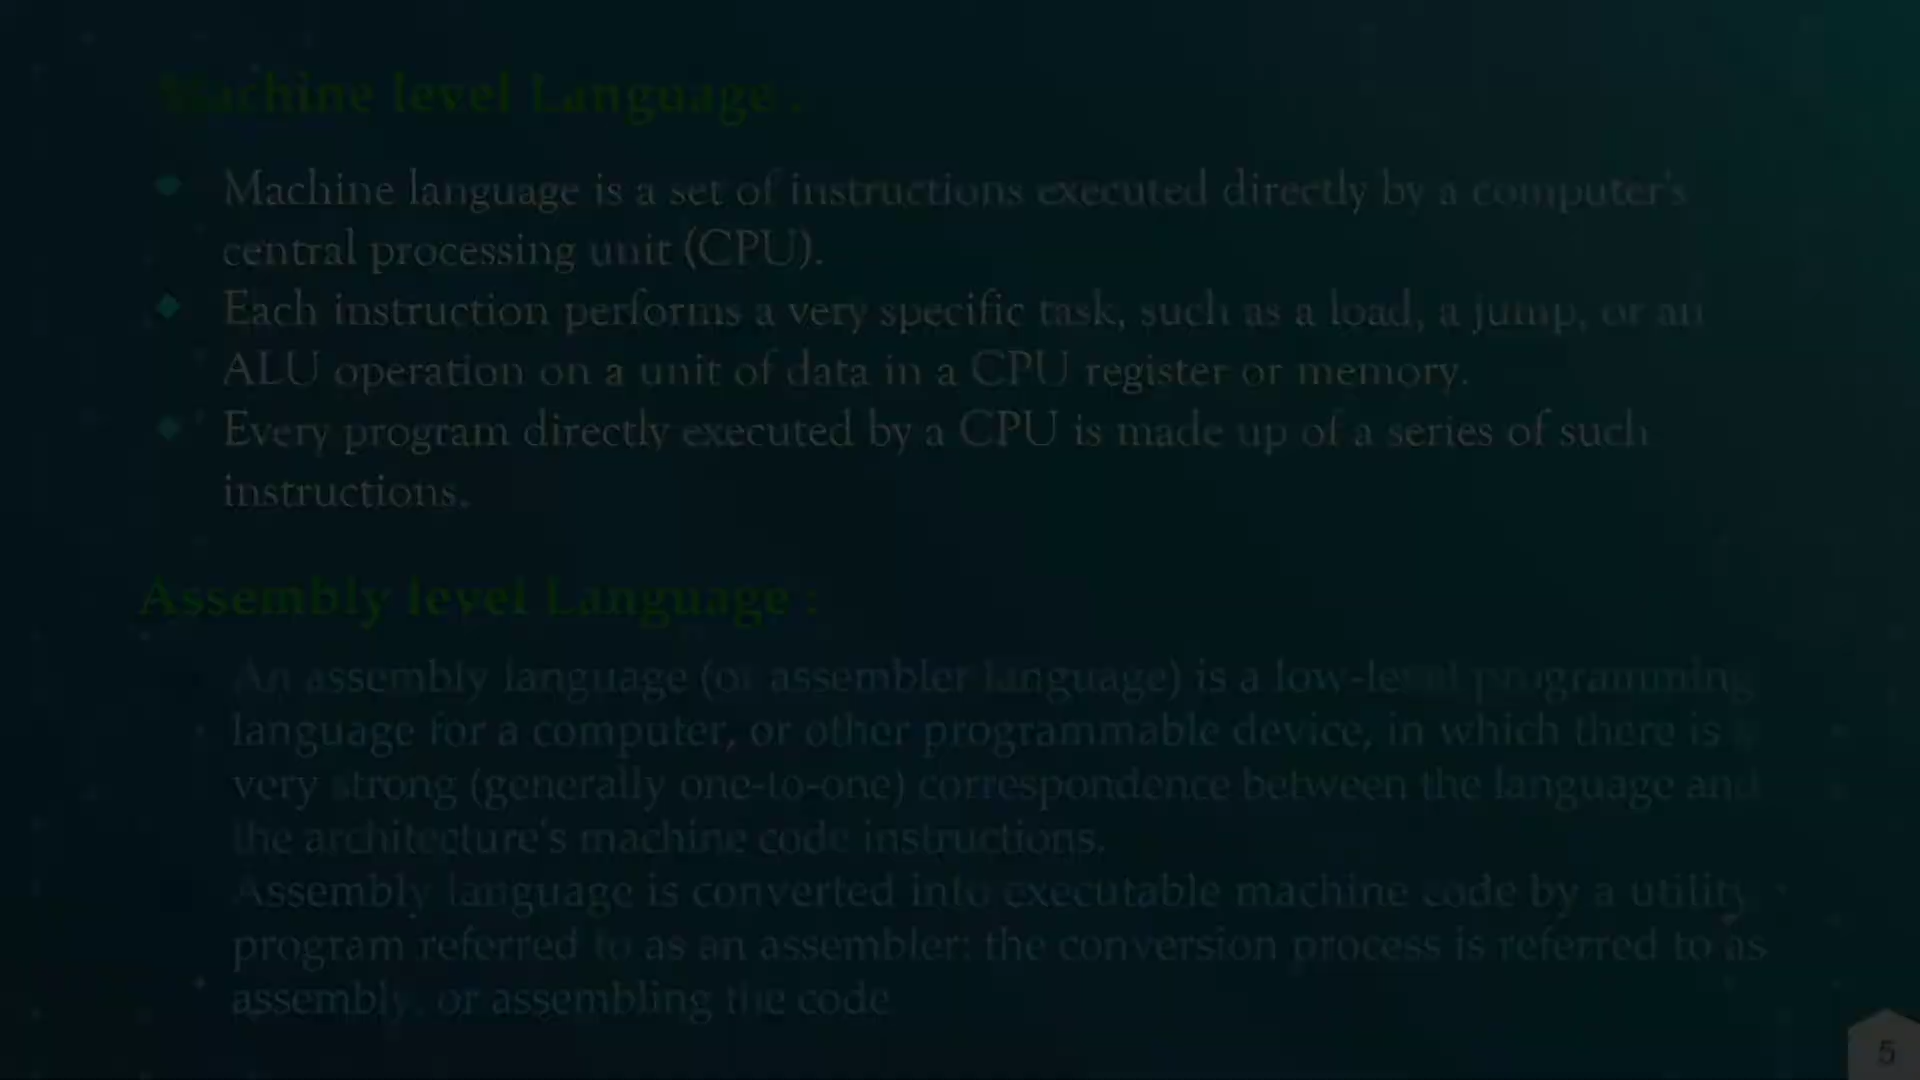 Machine level Language :
Machine language is a set of instructions executed directly by a computer's
central processing unit (CPU).
Each instruction performs a very specific task, such as a load, a jump, or an
ALU operation on a unit of data in a CPU register or memory.
Every program directly executed by a CPU is made up of a series of such
instructions.
Assembly level Language :
An assembly language (or assembler language) is a low-level programming
language for a computer, or other programmable device, in which there is a
very strong (generally one-to-one) correspondence between the language and
the architecture's machine code instructions.
Assembly language is converted into executable machine code by a utility
program referred to as an assembler; the conversion process is referred to as
assembly, or assembling the code
5